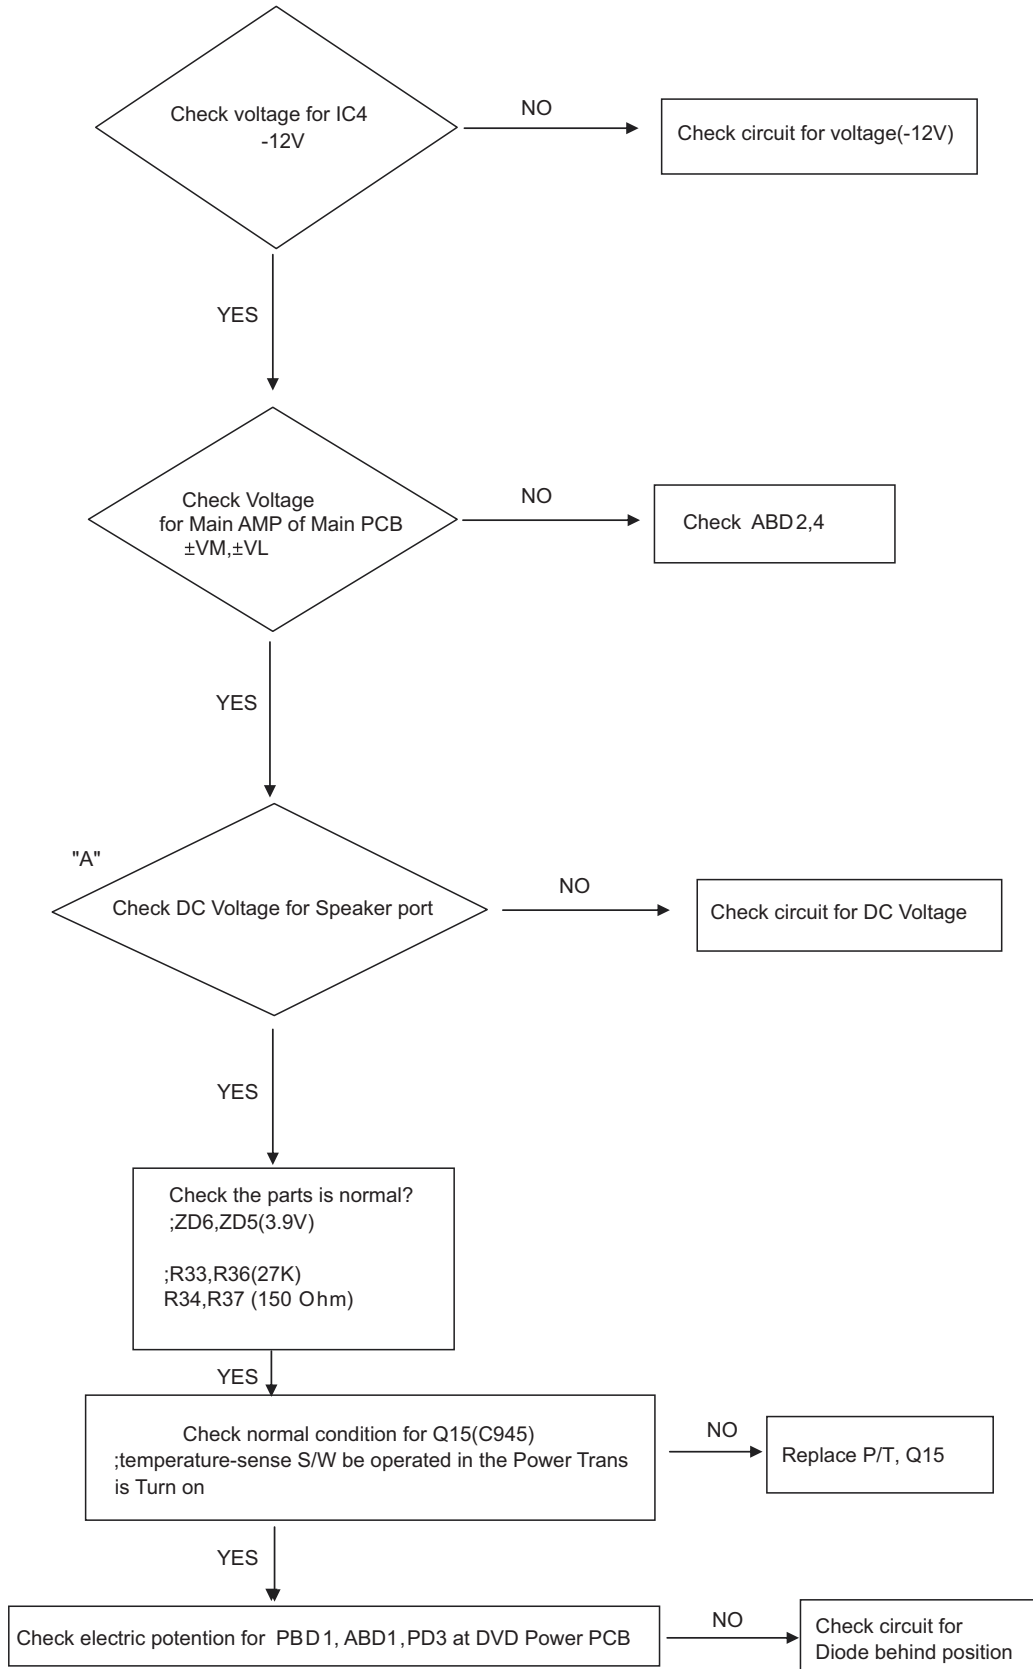 Check voltage for IC4
-12V
NO
Check circuit for voltage(-12V)
YES
Check Voltage
for Main AMP of Main PCB
±VM,±VL
NO
Check ABD2,4
YES
"A"
Check DC Voltage for Speaker port
NO
Check circuit for DC Voltage
YES
Check the parts is normal?
;ZD6,ZD5(3.9V)
;R33,R36(27K)
R34,R37 (150 Ohm)
YES
Check normal condition for Q15(C945)
;temperature-sense S/W be operated in the Power Trans
is Turn on
NO
Replace P/T, Q15
YES
Check electric potention for PBD1, ABD1,PD3 at DVD Power PCB
NO
Check circuit for
Diode behind position